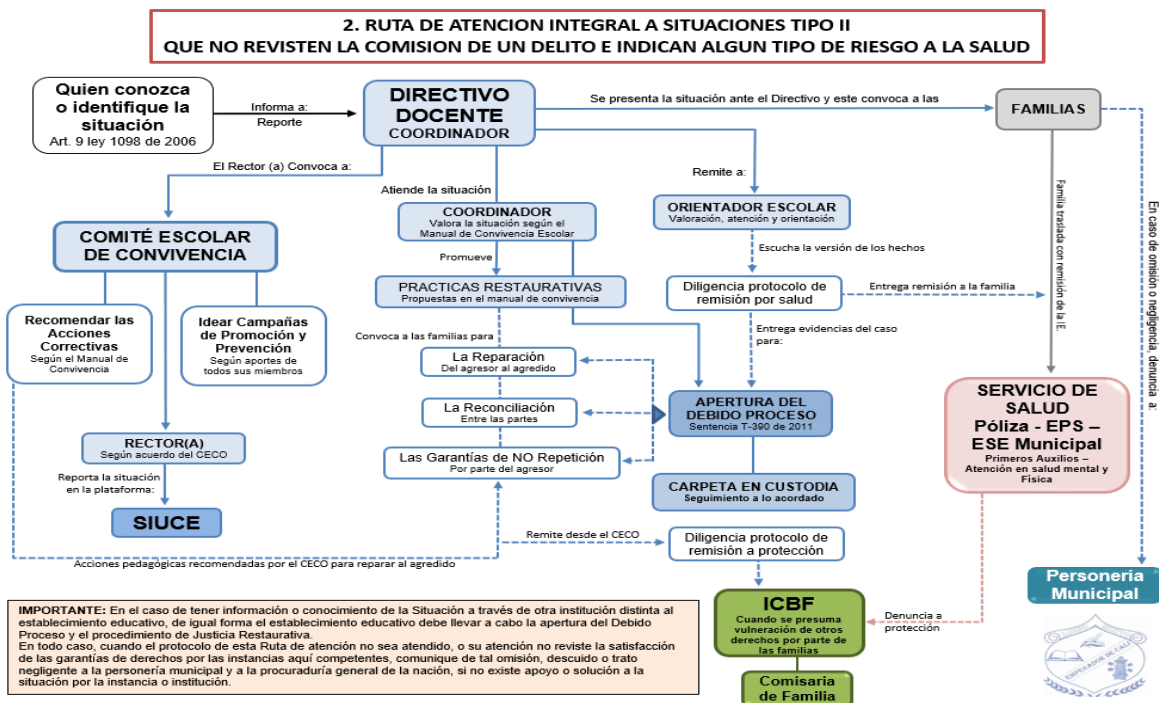 2. RUTA DE ATENCION INTEGRAL A SITUACIONES TIPO II
QUE NO REVISTEN LA COMISION DE UN DELITO E INDICAN ALGUN TIPO DE RIESGO A LA SALUD
Quien conozca
o identifique la
situación
Art. 9 ley 1098 de 2006
Informa a:
Reporte
DIRECTIVO
DOCENTE
COORDINADOR
Se presenta la situación ante el Directivo y este convoca a las
FAMILIAS
El Rector (a) Convoca a:
Atiende la situación
Remite a:
COMITÉ ESCOLAR
DE CONVIVENCIA
COORDINADOR
Valora la situación según el
Manual de Convivencia Escolar
ORIENTADOR ESCOLAR
Valoración, atención y orientación
Familia traslada con remisión de la IE.
En caso de omisión o negligencia, denuncia a:
Promueve
Escucha la versión de los hechos
PRACTICAS RESTAURATIVAS
Propuestas en el manual de convivencia
Diligencia protocolo de
remisión por salud
Entrega remisión a la familia
Recomendar las
Acciones
Correctivas
Según el Manual de
Convivencia
Idear Campañas
de Promoción y
Prevención
Según aportes de
todos sus miembros
Convoca a las familias para
Entrega evidencias del caso
para:
La Reparación
Del agresor al agredido
La Reconciliación
Entre las partes
Las Garantías de NO Repetición
Por parte del agresor
APERTURA DEL
DEBIDO PROCESO
Sentencia T-390 de 2011
SERVICIO DE
SALUD
Póliza - EPS –
ESE Municipal
Primeros Auxilios –
Atención en salud mental y
Física
RECTOR(A)
Según acuerdo del CECO
Reporta la situación
en la plataforma:
SIUCE
CARPETA EN CUSTODIA
Seguimiento a lo acordado
Remite desde el CECO
Diligencia protocolo de
remisión a protección
Acciones pedagógicas recomendadas por el CECO para reparar al agredido
Personería
Municipal
ICBF
Cuando se presuma
vulneración de otros
derechos por parte de
las familias
Denuncia a
protección
Comisaria
de Familia
IMPORTANTE: En el caso de tener información o conocimiento de la Situación a través de otra institución distinta al
establecimiento educativo, de igual forma el establecimiento educativo debe llevar a cabo la apertura del Debido
Proceso y el procedimiento de Justicia Restaurativa.
En todo caso, cuando el protocolo de esta Ruta de atención no sea atendido, o su atención no reviste la satisfacción
de las garantías de derechos por las instancias aquí competentes, comunique de tal omisión, descuido o trato
negligente a la personería municipal y a la procuraduría general de la nación, si no existe apoyo o solución a la
situación por la instancia o institución.